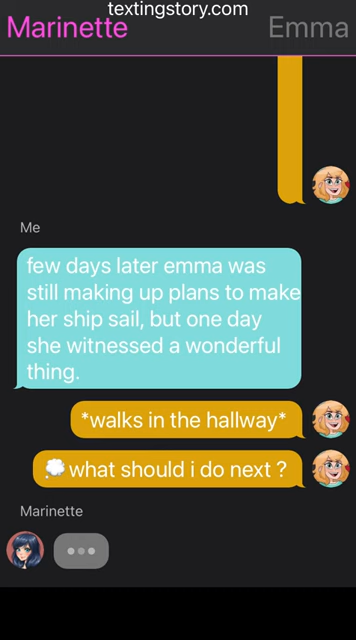 textingstory.com
Marinette Emma
Me
few days later emma was
still making up plans to make
her ship sail, but one day
she witnessed a wonderful
thing.
*walks in the hallway*
💭 what should i do next ?
Marinette